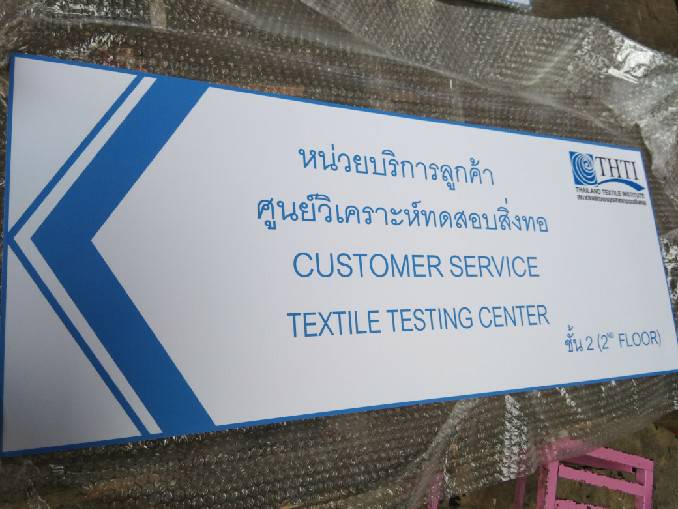 หน่วยบริการลูกค้า
ศูนย์วิเคราะห์ทดสอบสิ่งทอ
CUSTOMER SERVICE
TEXTILE TESTING CENTER
ชั้น 2 (2ND FLOOR)
THTI
THAILAND TEXTILE INSTITUTE